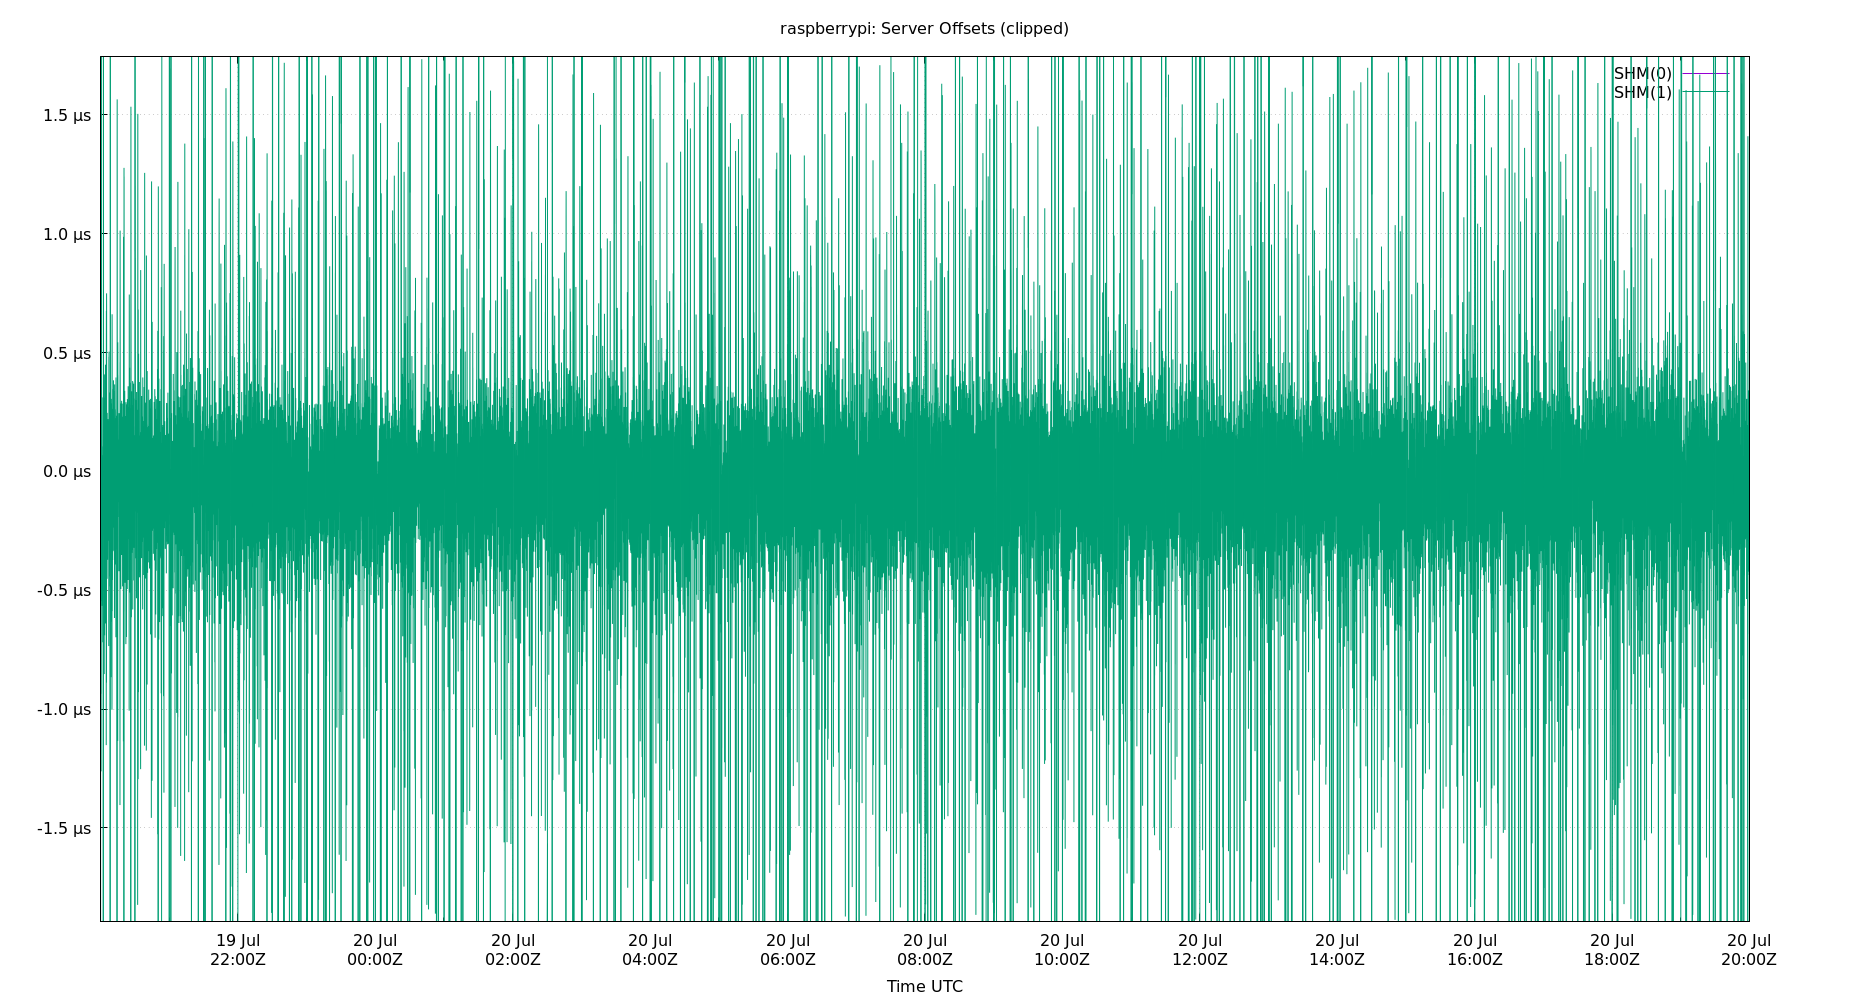 raspberrypi: Server Offsets (clipped)
SHM(0)
SHM(1)
1.5 µs
1.0 µs
0.5 µs
0.0 µs
-0.5 µs
-1.0 µs
-1.5 µs
19 Jul 20 Jul 20 Jul 20 Jul 20 Jul 20 Jul 20 Jul 20 Jul 20 Jul 20 Jul 20 Jul 20 Jul
22:00Z 00:00Z 02:00Z 04:00Z 06:00Z 08:00Z 10:00Z 12:00Z 14:00Z 16:00Z 18:00Z 20:00Z
Time UTC